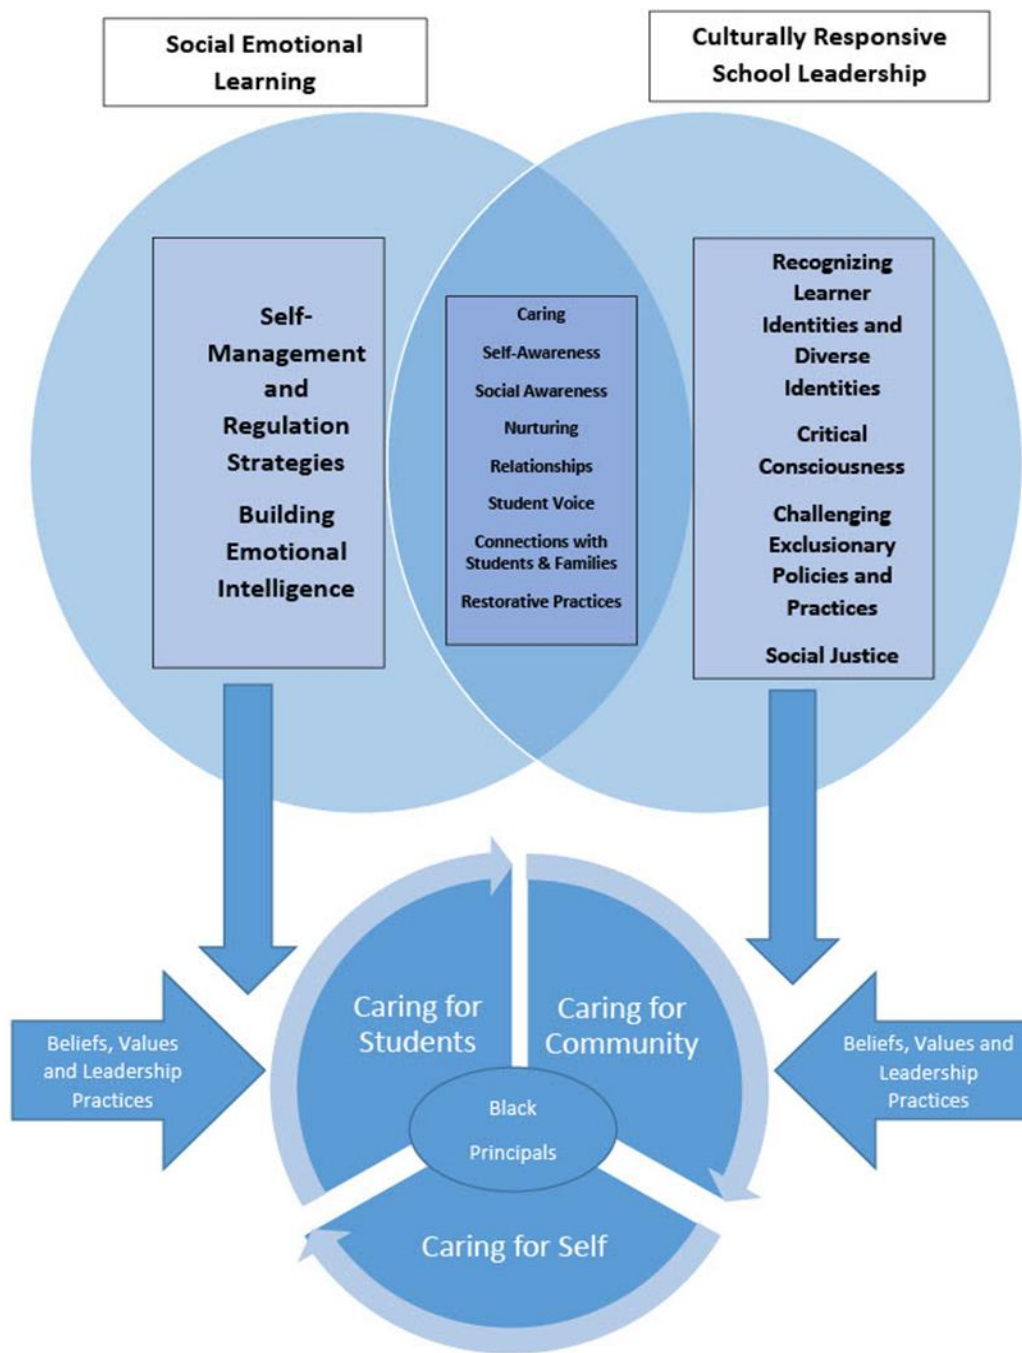 Social Emotional
Learning
Culturally Responsive
School Leadership
Self-
Management
and
Regulation
Strategies
Building
Emotional
Intelligence
Caring
Self-Awareness
Social Awareness
Nurturing
Relationships
Student Voice
Connections with
Students & Families
Restorative Practices
Recognizing
Learner
Identities and
Diverse
Identities
Critical
Consciousness
Challenging
Exclusionary
Policies and
Practices
Social Justice
Beliefs, Values
and Leadership
Practices
Caring for
Students
Caring for
Community
Black
Principals
Caring for Self
Beliefs, Values and
Leadership
Practices